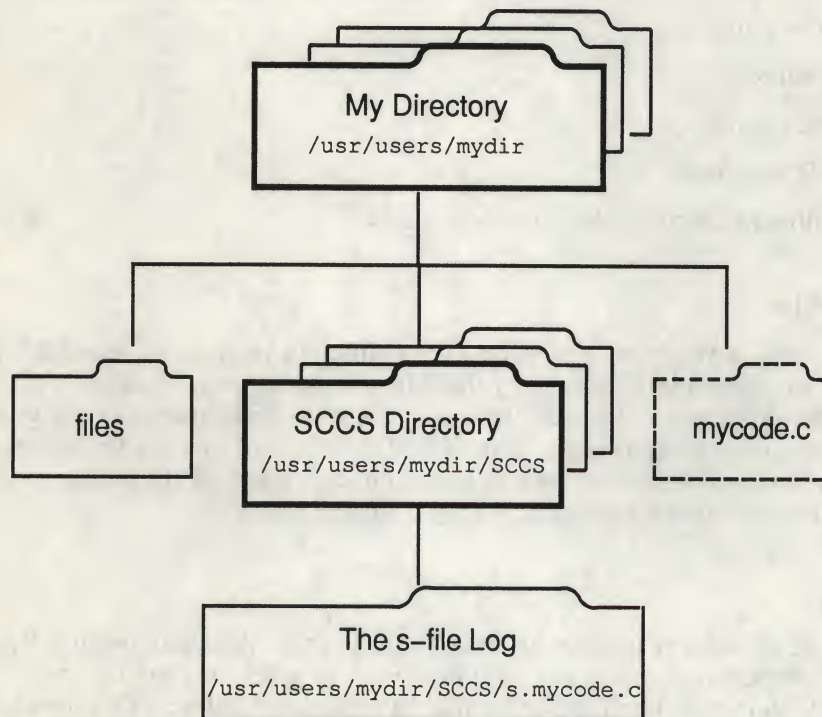 My Directory
/usr/users/mydir
files
SCCS Directory
/usr/users/mydir/SCCS
mycode.c
The s–file Log
/usr/users/mydir/SCCS/s.mycode.c